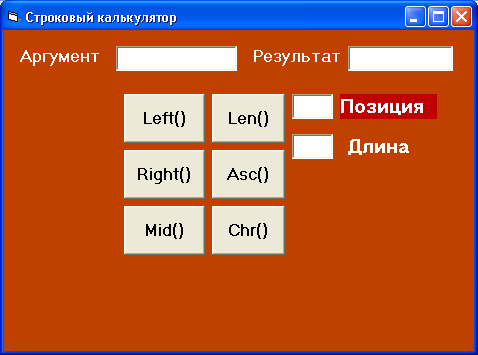 Строковый калькулятор
Аргумент Результат
Left() Len() Позиция
Длина
Right() Asc()
Mid() Chr()